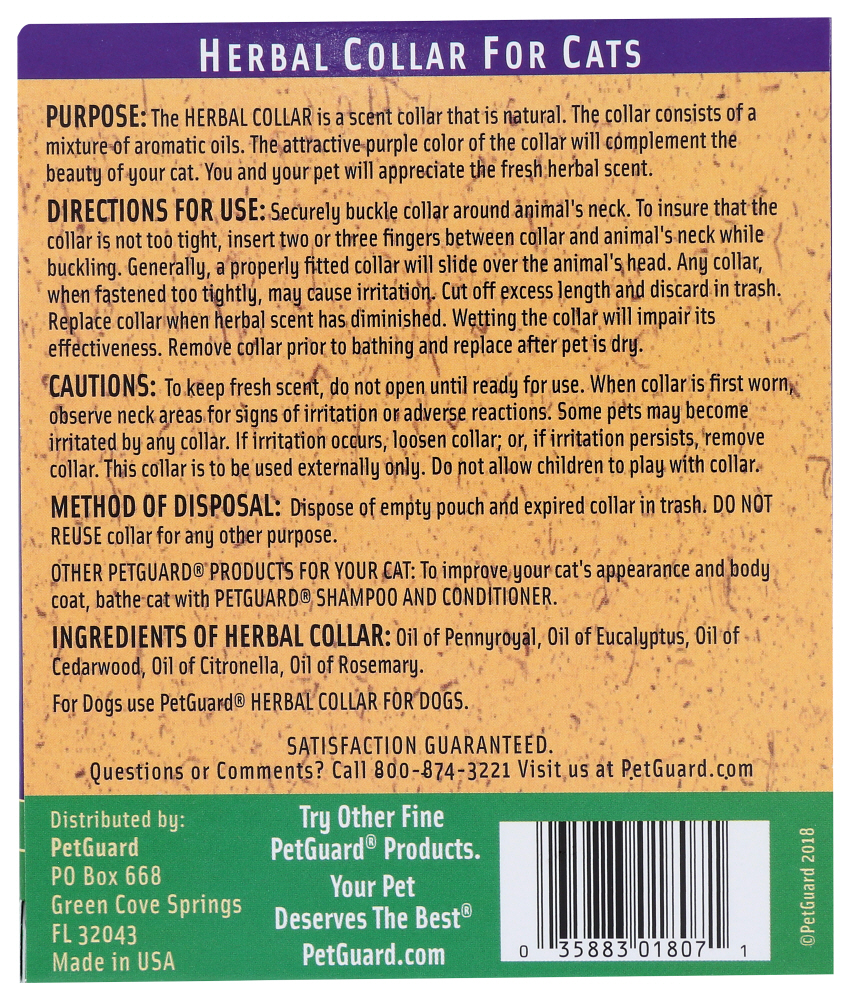 HERBAL COLLAR FOR CATS
PURPOSE: The HERBAL COLLAR is a scent collar that is natural. The collar consists of a
mixture of aromatic oils. The attractive purple color of the collar will complement the
beauty of your cat. You and your pet will appreciate the fresh herbal scent.
DIRECTIONS FOR USE: Securely buckle collar around animal's neck. To insure that the
collar is not too tight, insert two or three fingers between collar and animal's neck while
buckling. Generally, a properly fitted collar will slide over the animal's head. Any collar,
when fastened too tightly, may cause irritation. Cut off excess length and discard in trash.
Replace collar when herbal scent has diminished. Wetting the collar will impair its
effectiveness. Remove collar prior to bathing and replace after pet is dry.
CAUTIONS: To keep fresh scent, do not open until ready for use. When collar is first worn,
observe neck areas for signs of irritation or adverse reactions. Some pets may become
irritated by any collar. If irritation occurs, loosen collar; or, if irritation persists, remove
collar. This collar is to be used externally only. Do not allow children to play with collar.
METHOD OF DISPOSAL: Dispose of empty pouch and expired collar in trash. DO NOT
REUSE collar for any other purpose.
OTHER PETGUARD® PRODUCTS FOR YOUR CAT: To improve your cat's appearance and body
coat, bathe cat with PETGUARD® SHAMPOO AND CONDITIONER.
INGREDIENTS OF HERBAL COLLAR: Oil of Pennyroyal, Oil of Eucalyptus, Oil of
Cedarwood, Oil of Citronella, Oil of Rosemary.
For Dogs use PetGuard® HERBAL COLLAR FOR DOGS.
SATISFACTION GUARANTEED.
Questions or Comments? Call 800-874-3221 Visit us at PetGuard.com
Distributed by:
PetGuard
PO Box 668
Green Cove Springs
FL 32043
Made in USA
Try Other Fine
PetGuard® Products.
Your Pet
Deserves The Best®
PetGuard.com
0 35883 01807 1
©PetGuard 2018